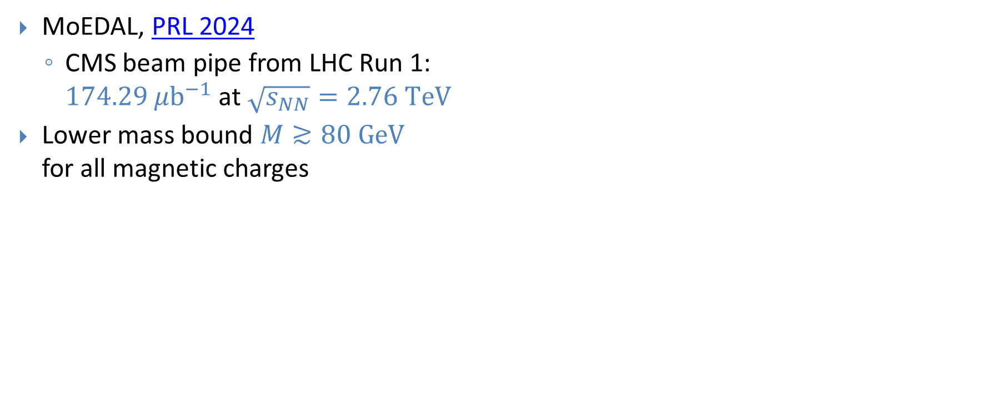 MoEDAL, PRL 2024
CMS beam pipe from LHC Run 1:
174.29 μb⁻¹ at √s_NN = 2.76 TeV
Lower mass bound M ≳ 80 GeV
for all magnetic charges